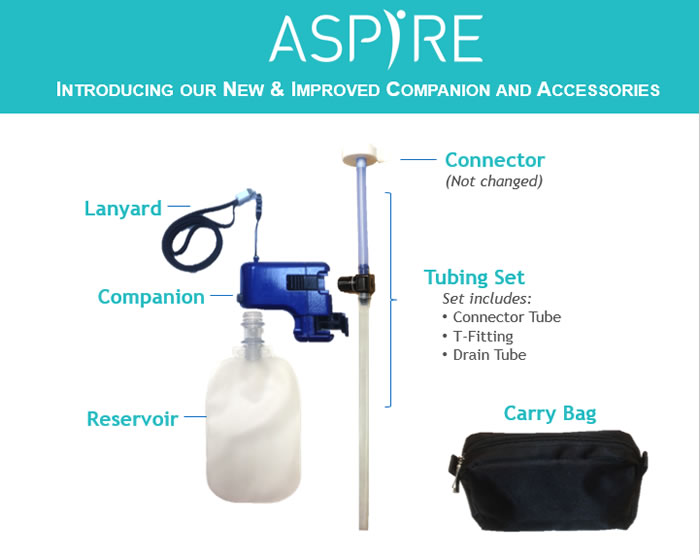 ASPIRE
INTRODUCING OUR NEW & IMPROVED COMPANION AND ACCESSORIES
Connector
(Not changed)
Lanyard
Companion
Tubing Set
Set includes:
• Connector Tube
• T-Fitting
• Drain Tube
Reservoir
Carry Bag